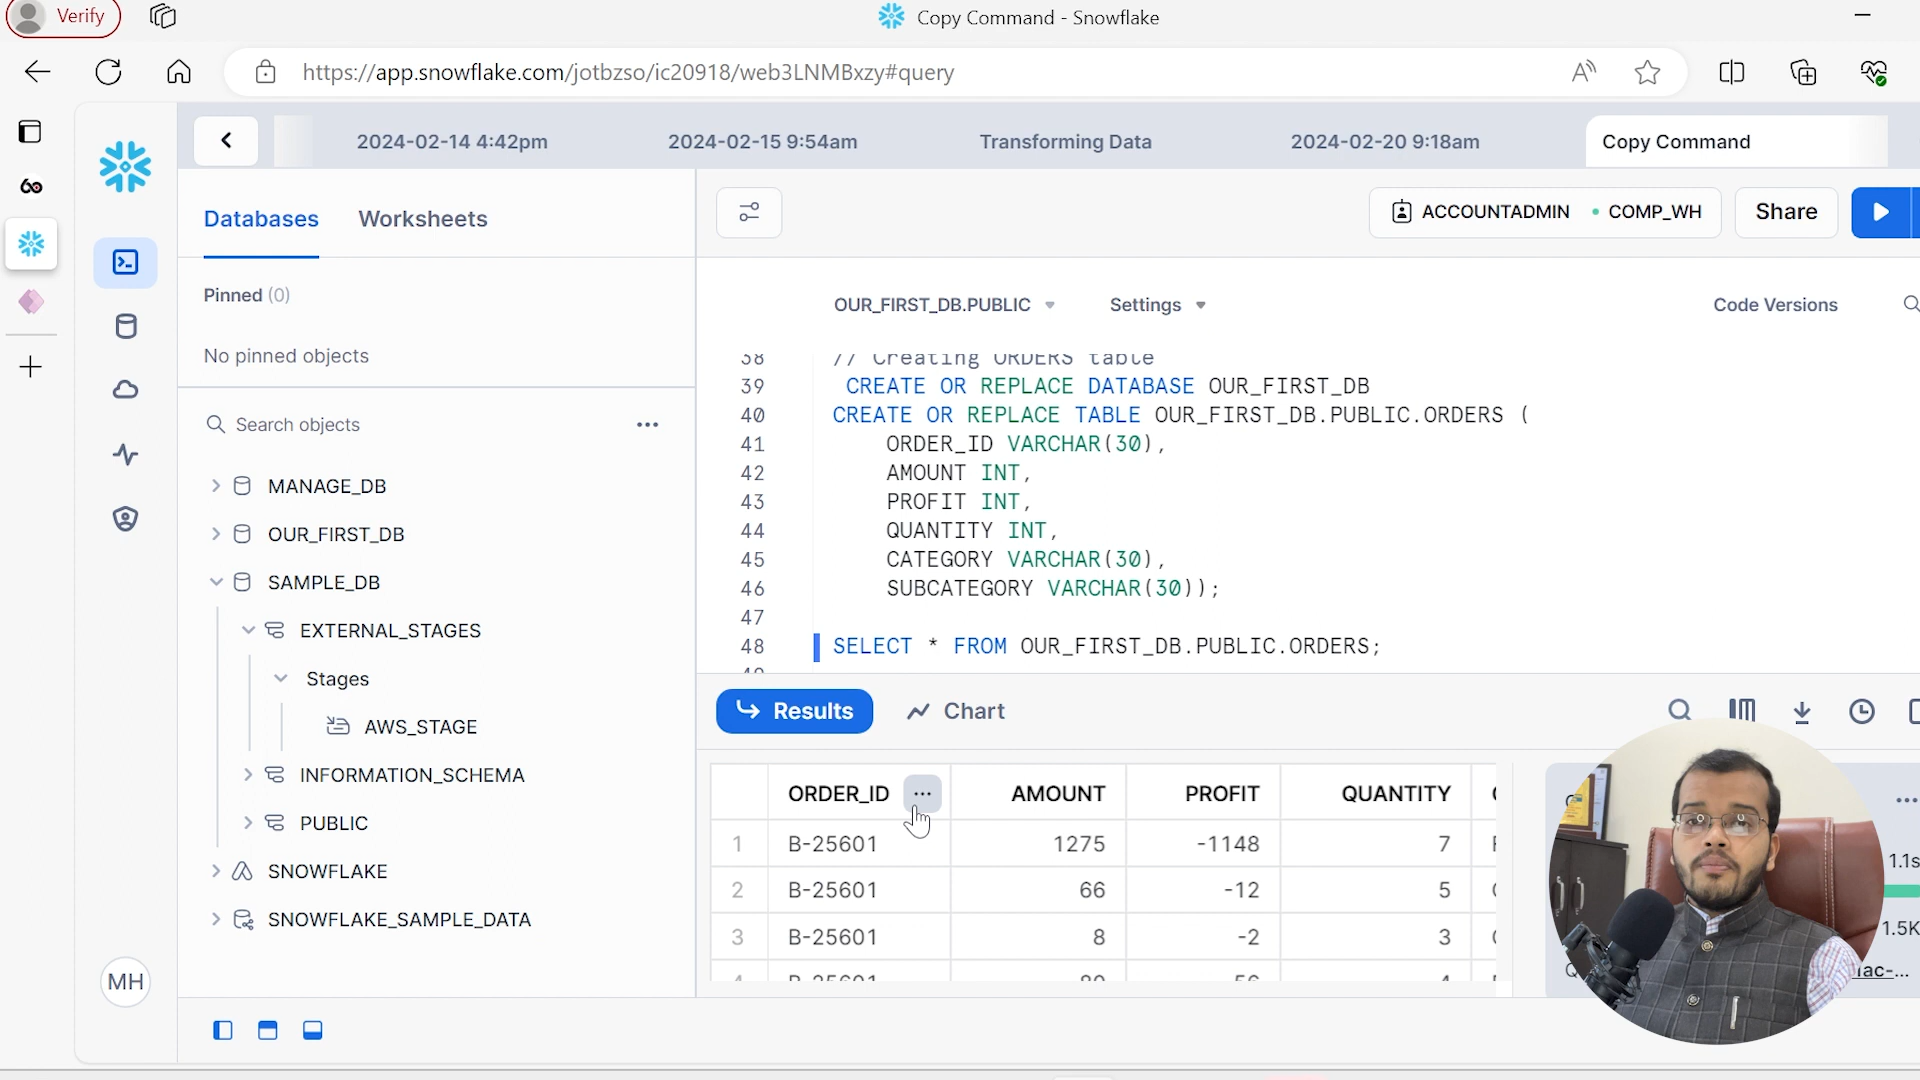 Verify
Copy Command - Snowflake
https://app.snowflake.com/jotbzso/ic20918/web3LNMBxzy#query
2024-02-14 4:42pm
2024-02-15 9:54am
Transforming Data
2024-02-20 9:18am
Copy Command
Databases
Worksheets
ACCOUNTADMIN
COMP_WH
Share
Pinned (0)
No pinned objects
OUR_FIRST_DB.PUBLIC
Settings
Code Versions
Search objects
MANAGE_DB
OUR_FIRST_DB
SAMPLE_DB
EXTERNAL_STAGES
Stages
AWS_STAGE
INFORMATION_SCHEMA
PUBLIC
SNOWFLAKE
SNOWFLAKE_SAMPLE_DATA
MH
38 // Creating ORDERS table
39 CREATE OR REPLACE DATABASE OUR_FIRST_DB
40 CREATE OR REPLACE TABLE OUR_FIRST_DB.PUBLIC.ORDERS (
41 ORDER_ID VARCHAR(30),
42 AMOUNT INT,
43 PROFIT INT,
44 QUANTITY INT,
45 CATEGORY VARCHAR(30),
46 SUBCATEGORY VARCHAR(30));
47
48 SELECT * FROM OUR_FIRST_DB.PUBLIC.ORDERS;
Results
Chart
ORDER_ID AMOUNT PROFIT QUANTITY
1 B-25601 1275 -1148 7
2 B-25601 66 -12 5
3 B-25601 8 -2 3
1.1s
1.5K